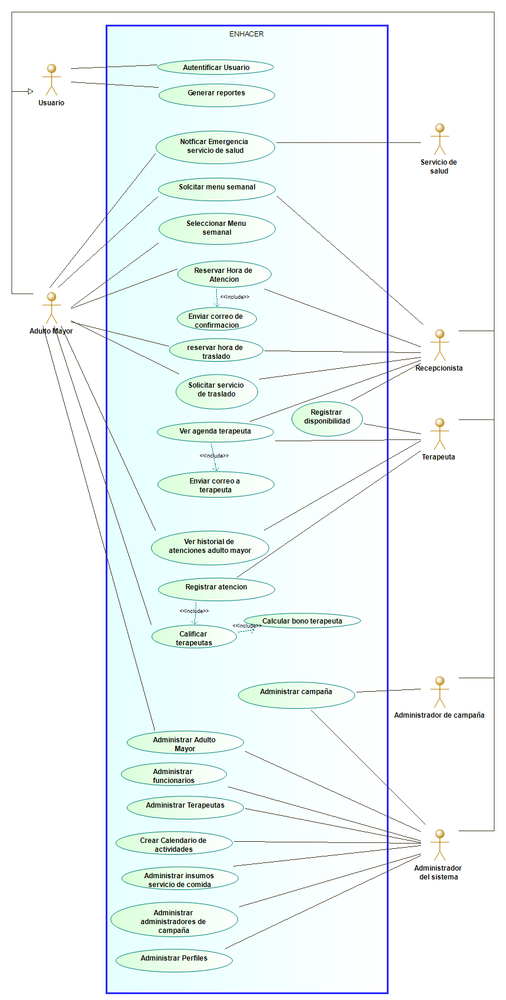 ENHACER
Autentificar Usuario
Generar reportes
Usuario
Notficar Emergencia
servicio de salud
Servicio de
salud
Solcitar menu semanal
Seleccionar Menu
semanal
Reservar Hora de
Atencion
<<include>>
Enviar correo de
confirmacion
Adulto Mayor
reservar hora de
traslado
Recepcionista
Solicitar servicio
de traslado
Registrar
disponibilidad
Ver agenda terapeuta
Terapeuta
<<include>>
Enviar correo a
terapeuta
Ver historial de
atenciones adulto mayor
Registrar atencion
<<include>>
Calificar
terapeutas
<<include>>
Calcular bono terapeuta
Administrar campaña
Administrador de campaña
Administrar Adulto
Mayor
Administrar
funcionarios
Administrar Terapeutas
Crear Calendario de
actividades
Administrador
del sistema
Administrar insumos
servicio de comida
Administrar
administradores de
campaña
Administrar Perfiles